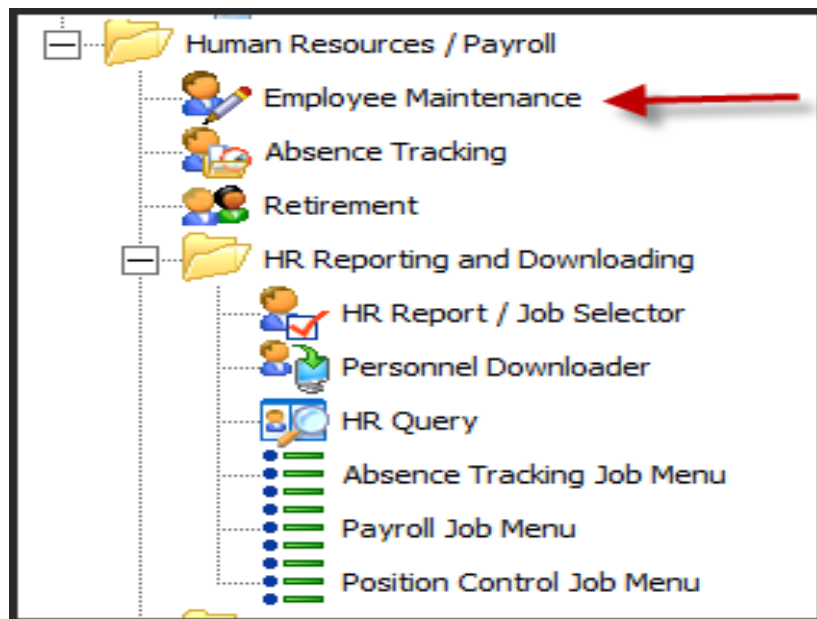 Human Resources / Payroll
Employee Maintenance
Absence Tracking
Retirement
HR Reporting and Downloading
HR Report / Job Selector
Personnel Downloader
HR Query
Absence Tracking Job Menu
Payroll Job Menu
Position Control Job Menu